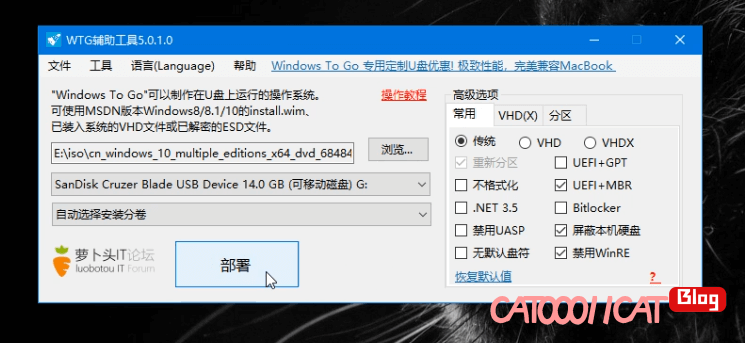 WTG辅助工具5.0.1.0
文件 工具 语言(Language) 帮助 Windows To Go 专用定制U盘优惠! 极致性能，完美兼容MacBook
"Windows To Go"可以制作在U盘上运行的操作系统。 操作教程
可使用MSDN版本Windows8/8.1/10的install.wim、
已装入系统的VHD文件或已解密的ESD文件。
E:\iso\cn_windows_10_multiple_editions_x64_dvd_68484 浏览...
SanDisk Cruzer Blade USB Device 14.0 GB (可移动磁盘) G:
自动选择安装分卷
萝卜头IT论坛
luobotou IT Forum
部署
高级选项
常用 VHD(X) 分区
传统 VHD VHDX
重新分区 UEFI+GPT
不格式化 UEFI+MBR
.NET 3.5 Bitlocker
禁用UASP 屏蔽本机硬盘
无默认盘符 禁用WinRE
恢复默认值 ?
CATOOOIICAT Blog